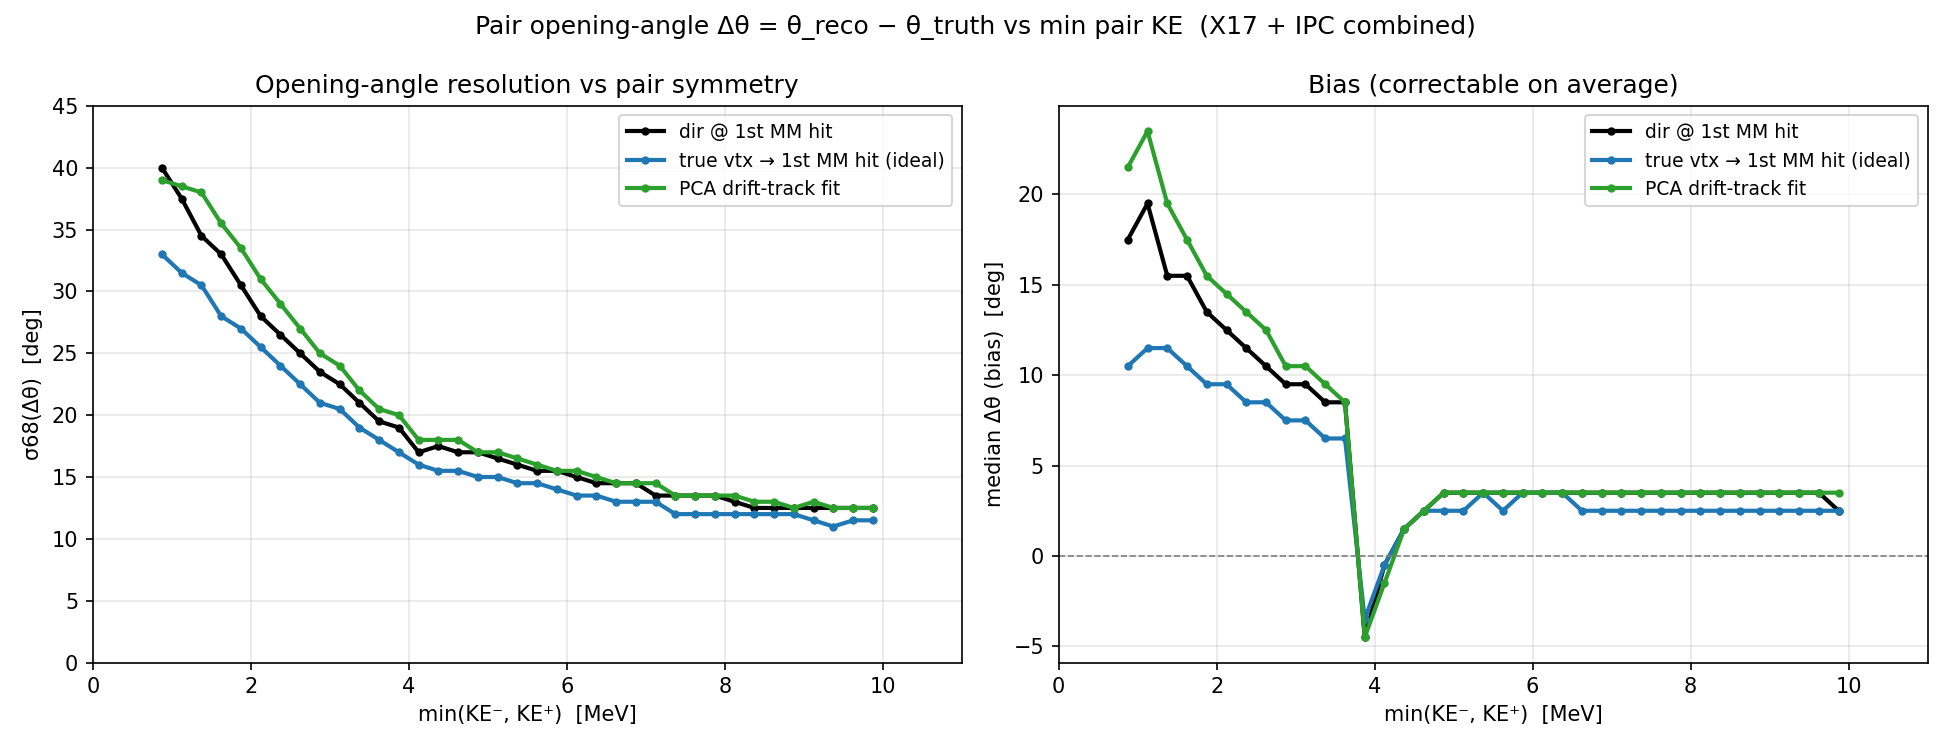 Pair opening-angle Δθ = θ_reco − θ_truth vs min pair KE  (X17 + IPC combined)
Opening-angle resolution vs pair symmetry
45
40
35
30
25
20
15
10
5
0
σ68(Δθ)  [deg]
dir @ 1st MM hit
true vtx → 1st MM hit (ideal)
PCA drift-track fit
0
2
4
6
8
10
min(KE⁻, KE⁺)  [MeV]
Bias (correctable on average)
20
15
10
5
0
−5
median Δθ (bias)  [deg]
dir @ 1st MM hit
true vtx → 1st MM hit (ideal)
PCA drift-track fit
0
2
4
6
8
10
min(KE⁻, KE⁺)  [MeV]